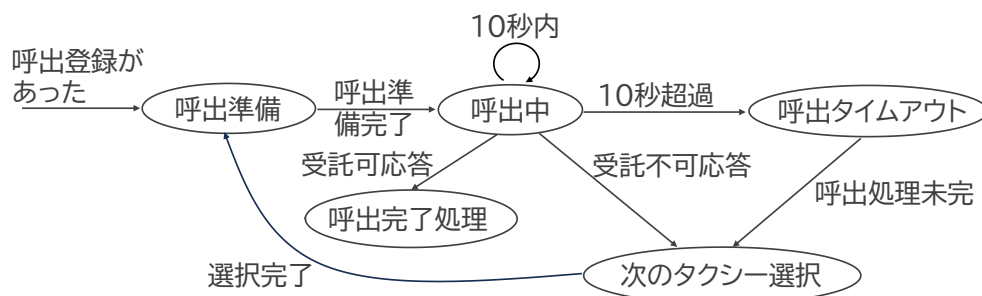 10秒内
呼出登録が
あった
呼出準備
呼出準
備完了
呼出中
10秒超過
呼出タイムアウト
受託可応答
受託不可応答
呼出処理未完
呼出完了処理
選択完了
次のタクシー選択